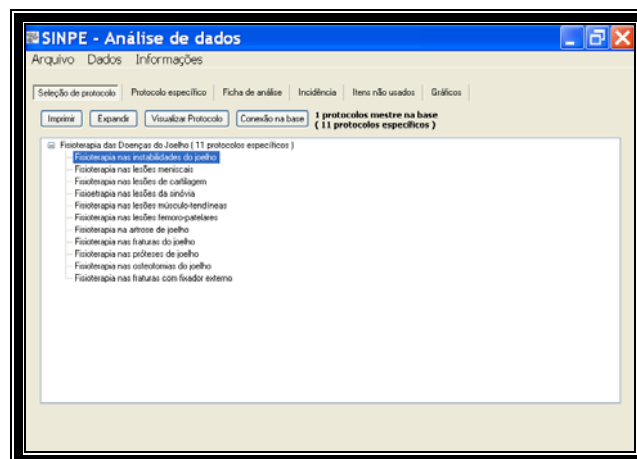 SINPE - Análise de dados
Arquivo Dados Informações
Seleção de protocolo Protocolo específico Ficha de análise Incidência Itens não usados Gráficos
Imprimir Expandir Visualizar Protocolo Conexão na base 1 protocolos mestre na base
( 11 protocolos específicos )
Fisioterapia das Doenças do Joelho ( 11 protocolos específicos )
Fisioterapia nas instabilidades do joelho
Fisioterapia nas lesões meniscais
Fisioterapia nas lesões de cartilagem
Fisioetrapia nas lesões da sinóvia
Fisioterapia nas lesões músculo-tendíneas
Fisioterapia nas lesões femoro-patelares
Fisioterapia na artrose de joelho
Fisioterapia nas fraturas do joelho
Fisioterapia nas próteses de joelho
Fisioterapia nas osteotomias do joelho
Fisioterapia nas fraturas com fixador externo